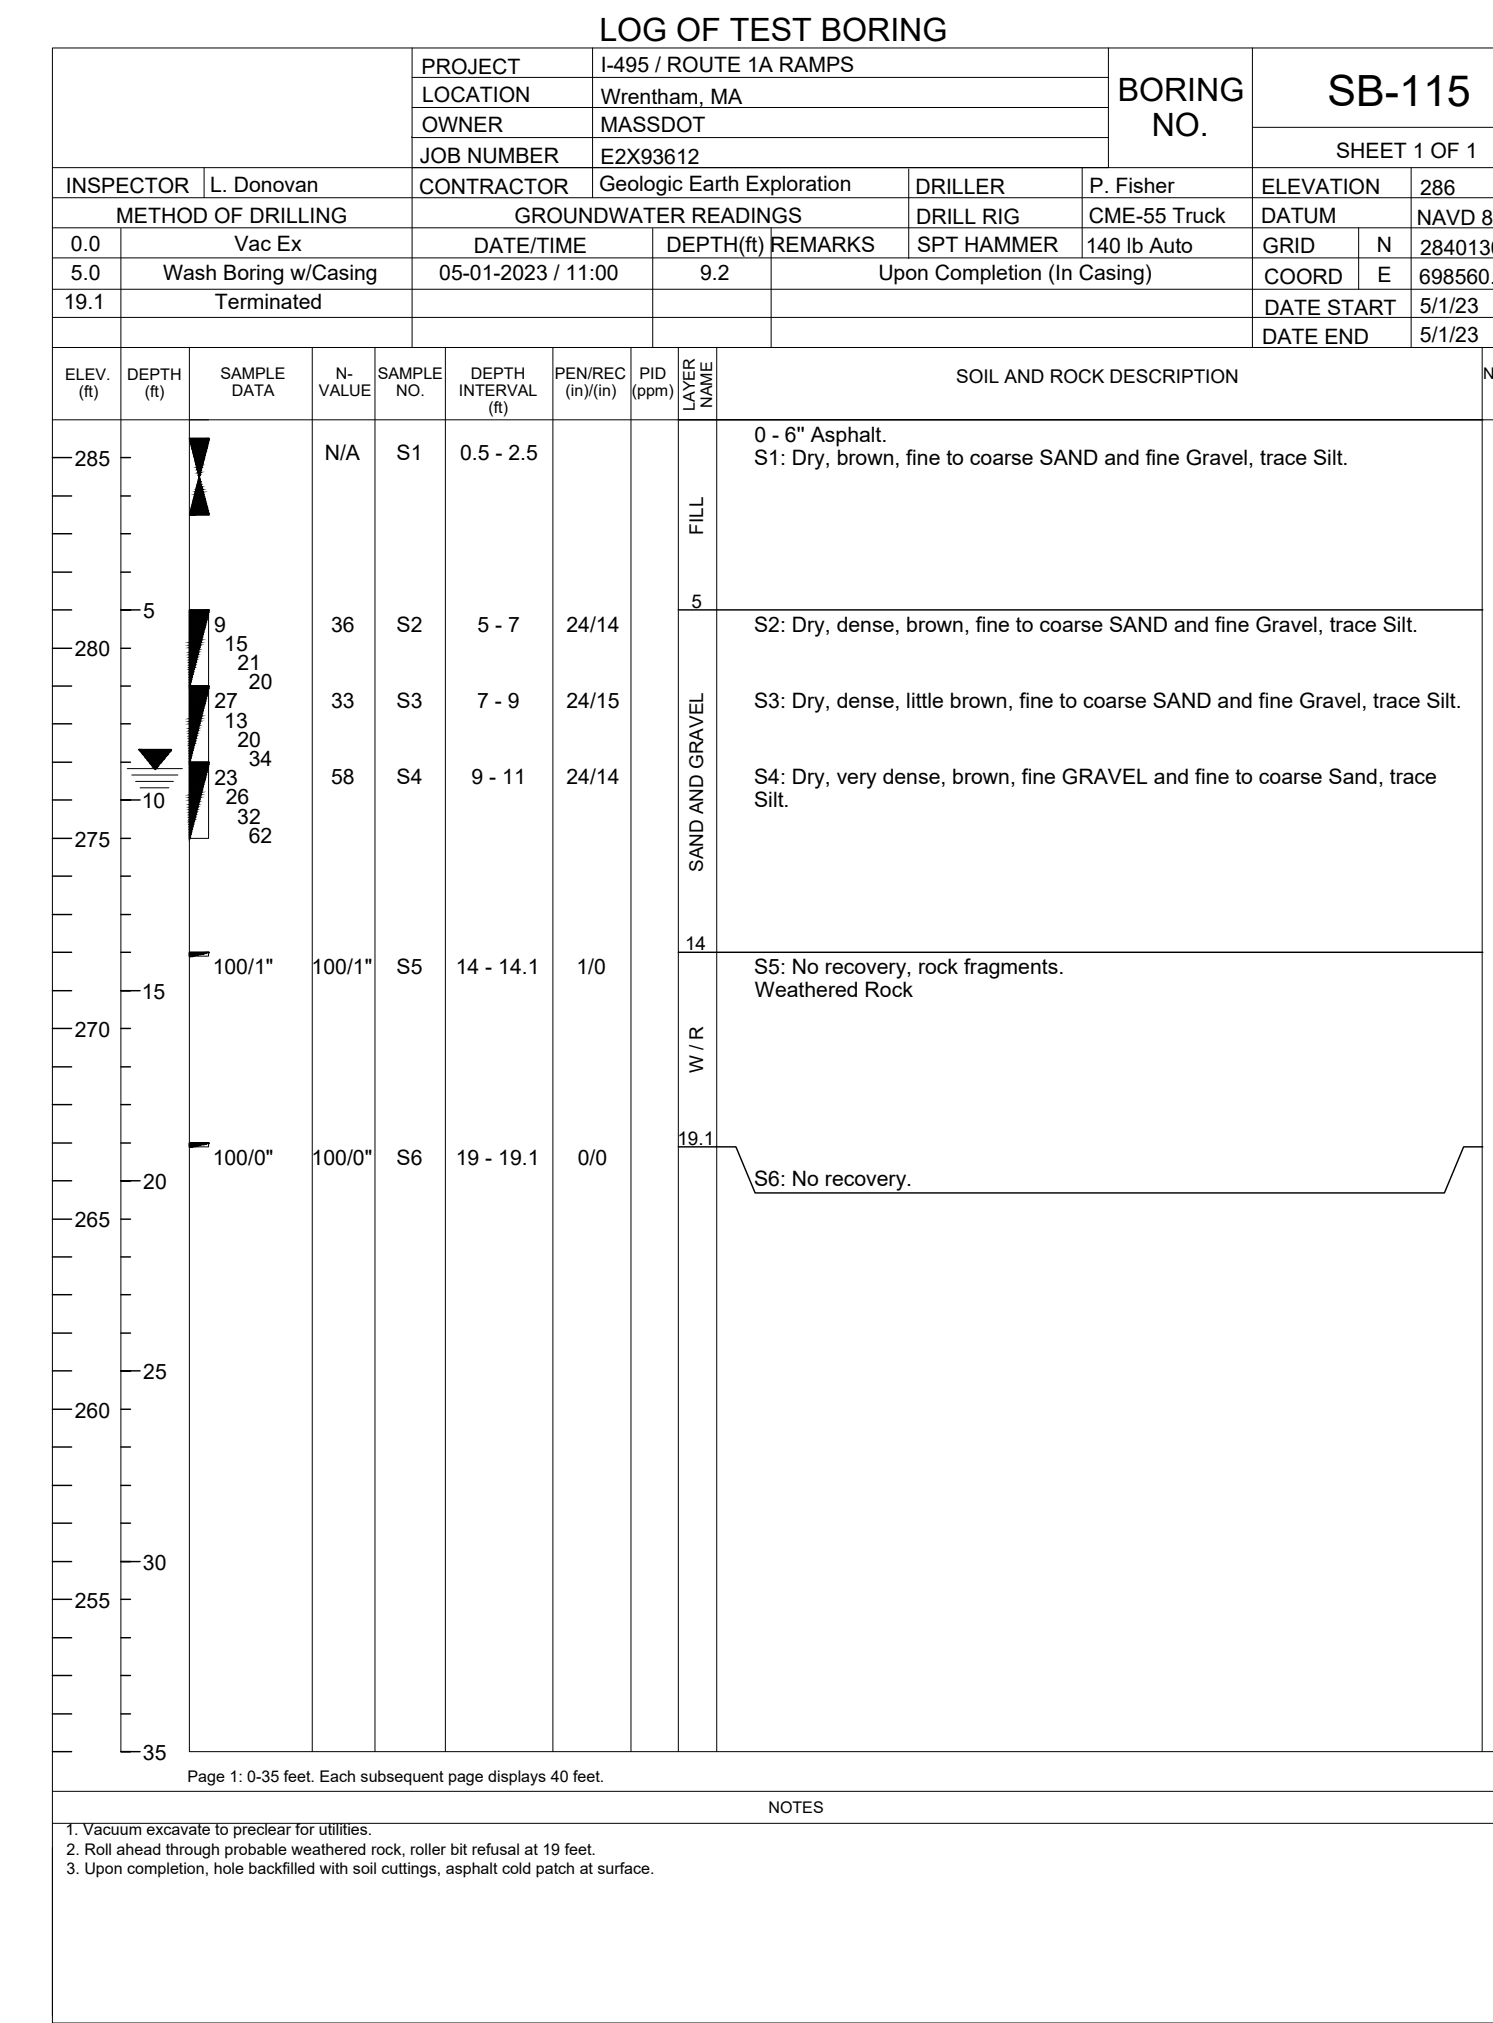 LOG OF TEST BORING
PROJECT I-495 / ROUTE 1A RAMPS
LOCATION Wrentham, MA
OWNER MASSDOT
JOB NUMBER E2X93612
BORING NO. SB-115
SHEET 1 OF 1
INSPECTOR L. Donovan CONTRACTOR Geologic Earth Exploration DRILLER P. Fisher ELEVATION 286
METHOD OF DRILLING GROUNDWATER READINGS DRILL RIG CME-55 Truck DATUM NAVD 8
0.0 Vac Ex DATE/TIME DEPTH(ft) REMARKS SPT HAMMER 140 lb Auto GRID N 2840130
5.0 Wash Boring w/Casing 05-01-2023 / 11:00 9.2 Upon Completion (In Casing) COORD E 698560.
19.1 Terminated DATE START 5/1/23
DATE END 5/1/23
ELEV. (ft) DEPTH (ft) SAMPLE DATA N-VALUE SAMPLE NO. DEPTH INTERVAL (ft) PEN/REC (in)/(in) PID (ppm) LAYER NAME SOIL AND ROCK DESCRIPTION N
0 - 6" Asphalt.
285 N/A S1 0.5 - 2.5 S1: Dry, brown, fine to coarse SAND and fine Gravel, trace Silt.
FILL
5 5
9 36 S2 5 - 7 24/14 S2: Dry, dense, brown, fine to coarse SAND and fine Gravel, trace Silt.
280 15
21
20
27 33 S3 7 - 9 24/15 S3: Dry, dense, little brown, fine to coarse SAND and fine Gravel, trace Silt.
13
20
34
SAND AND GRAVEL
23 58 S4 9 - 11 24/14 S4: Dry, very dense, brown, fine GRAVEL and fine to coarse Sand, trace
10 26 Silt.
32
275 62
14
100/1" 100/1" S5 14 - 14.1 1/0 S5: No recovery, rock fragments.
15 Weathered Rock
270
W / R
19.1
100/0" 100/0" S6 19 - 19.1 0/0
20 S6: No recovery.
265
25
260
30
255
35
Page 1: 0-35 feet. Each subsequent page displays 40 feet.
NOTES
1. Vacuum excavate to preclear for utilities.
2. Roll ahead through probable weathered rock, roller bit refusal at 19 feet.
3. Upon completion, hole backfilled with soil cuttings, asphalt cold patch at surface.